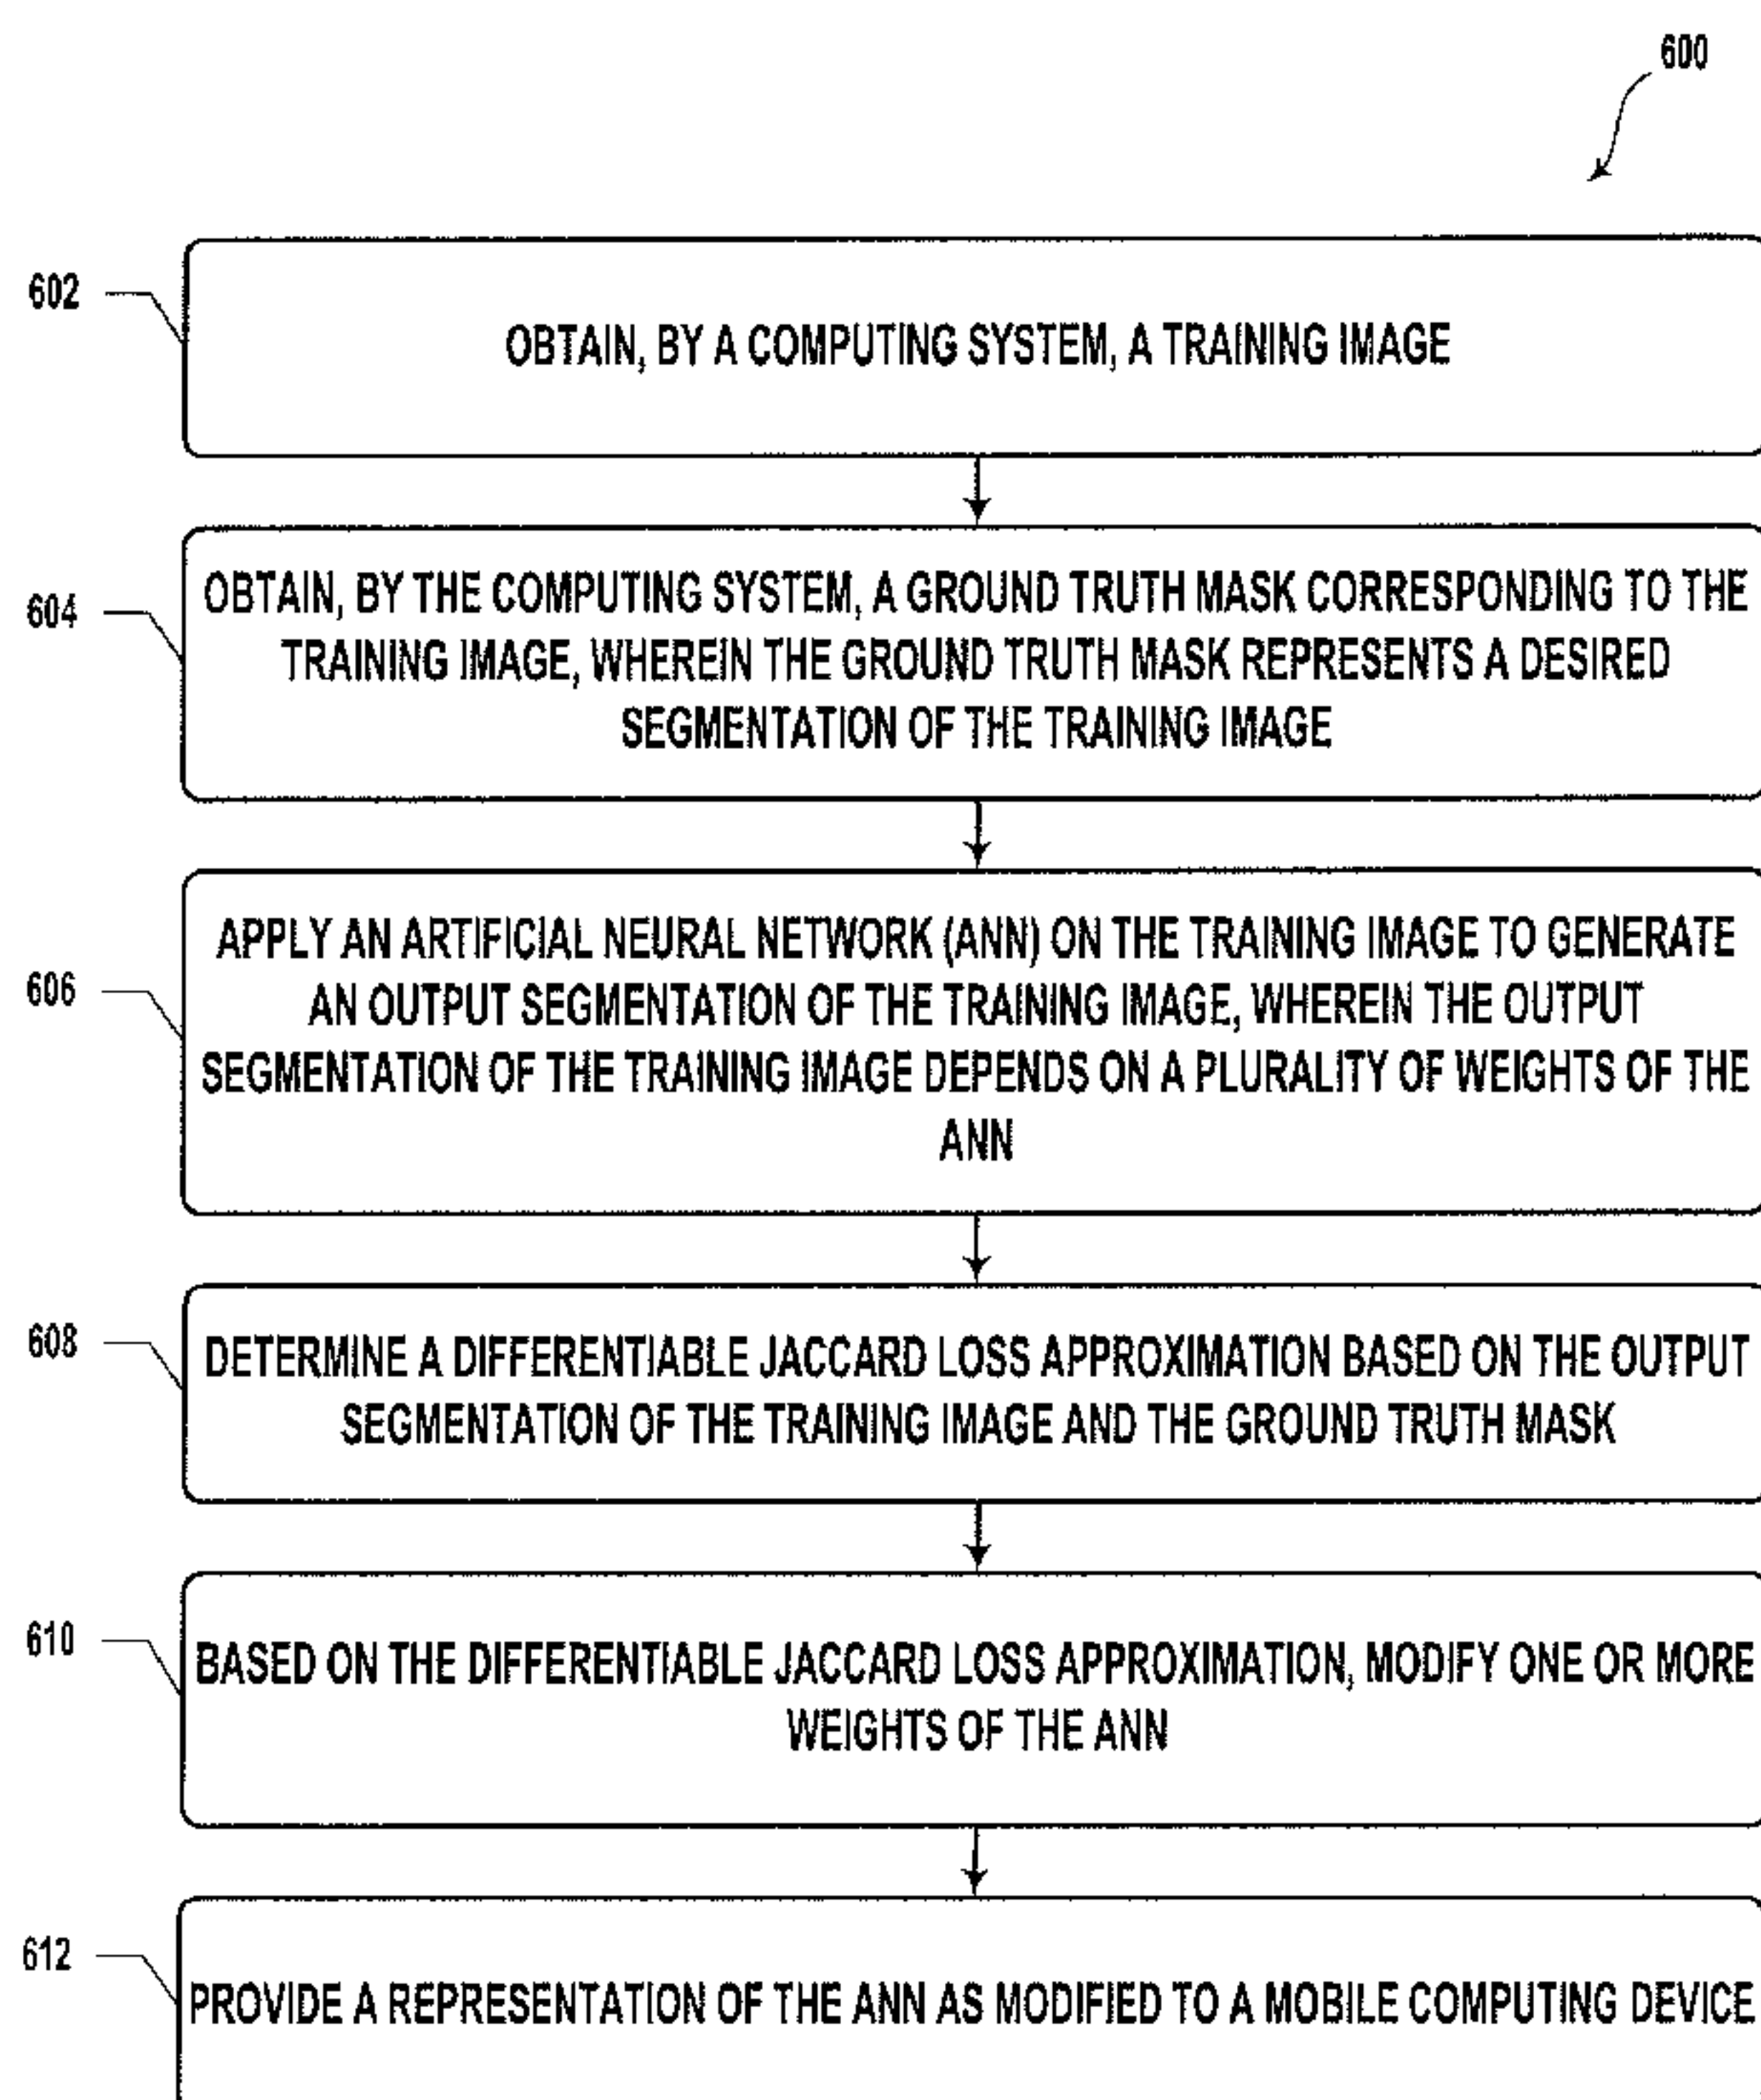 600
602
OBTAIN, BY A COMPUTING SYSTEM, A TRAINING IMAGE
604
OBTAIN, BY THE COMPUTING SYSTEM, A GROUND TRUTH MASK CORRESPONDING TO THE
TRAINING IMAGE, WHEREIN THE GROUND TRUTH MASK REPRESENTS A DESIRED
SEGMENTATION OF THE TRAINING IMAGE
606
APPLY AN ARTIFICIAL NEURAL NETWORK (ANN) ON THE TRAINING IMAGE TO GENERATE
AN OUTPUT SEGMENTATION OF THE TRAINING IMAGE, WHEREIN THE OUTPUT
SEGMENTATION OF THE TRAINING IMAGE DEPENDS ON A PLURALITY OF WEIGHTS OF THE
ANN
608
DETERMINE A DIFFERENTIABLE JACCARD LOSS APPROXIMATION BASED ON THE OUTPUT
SEGMENTATION OF THE TRAINING IMAGE AND THE GROUND TRUTH MASK
610
BASED ON THE DIFFERENTIABLE JACCARD LOSS APPROXIMATION, MODIFY ONE OR MORE
WEIGHTS OF THE ANN
612
PROVIDE A REPRESENTATION OF THE ANN AS MODIFIED TO A MOBILE COMPUTING DEVICE